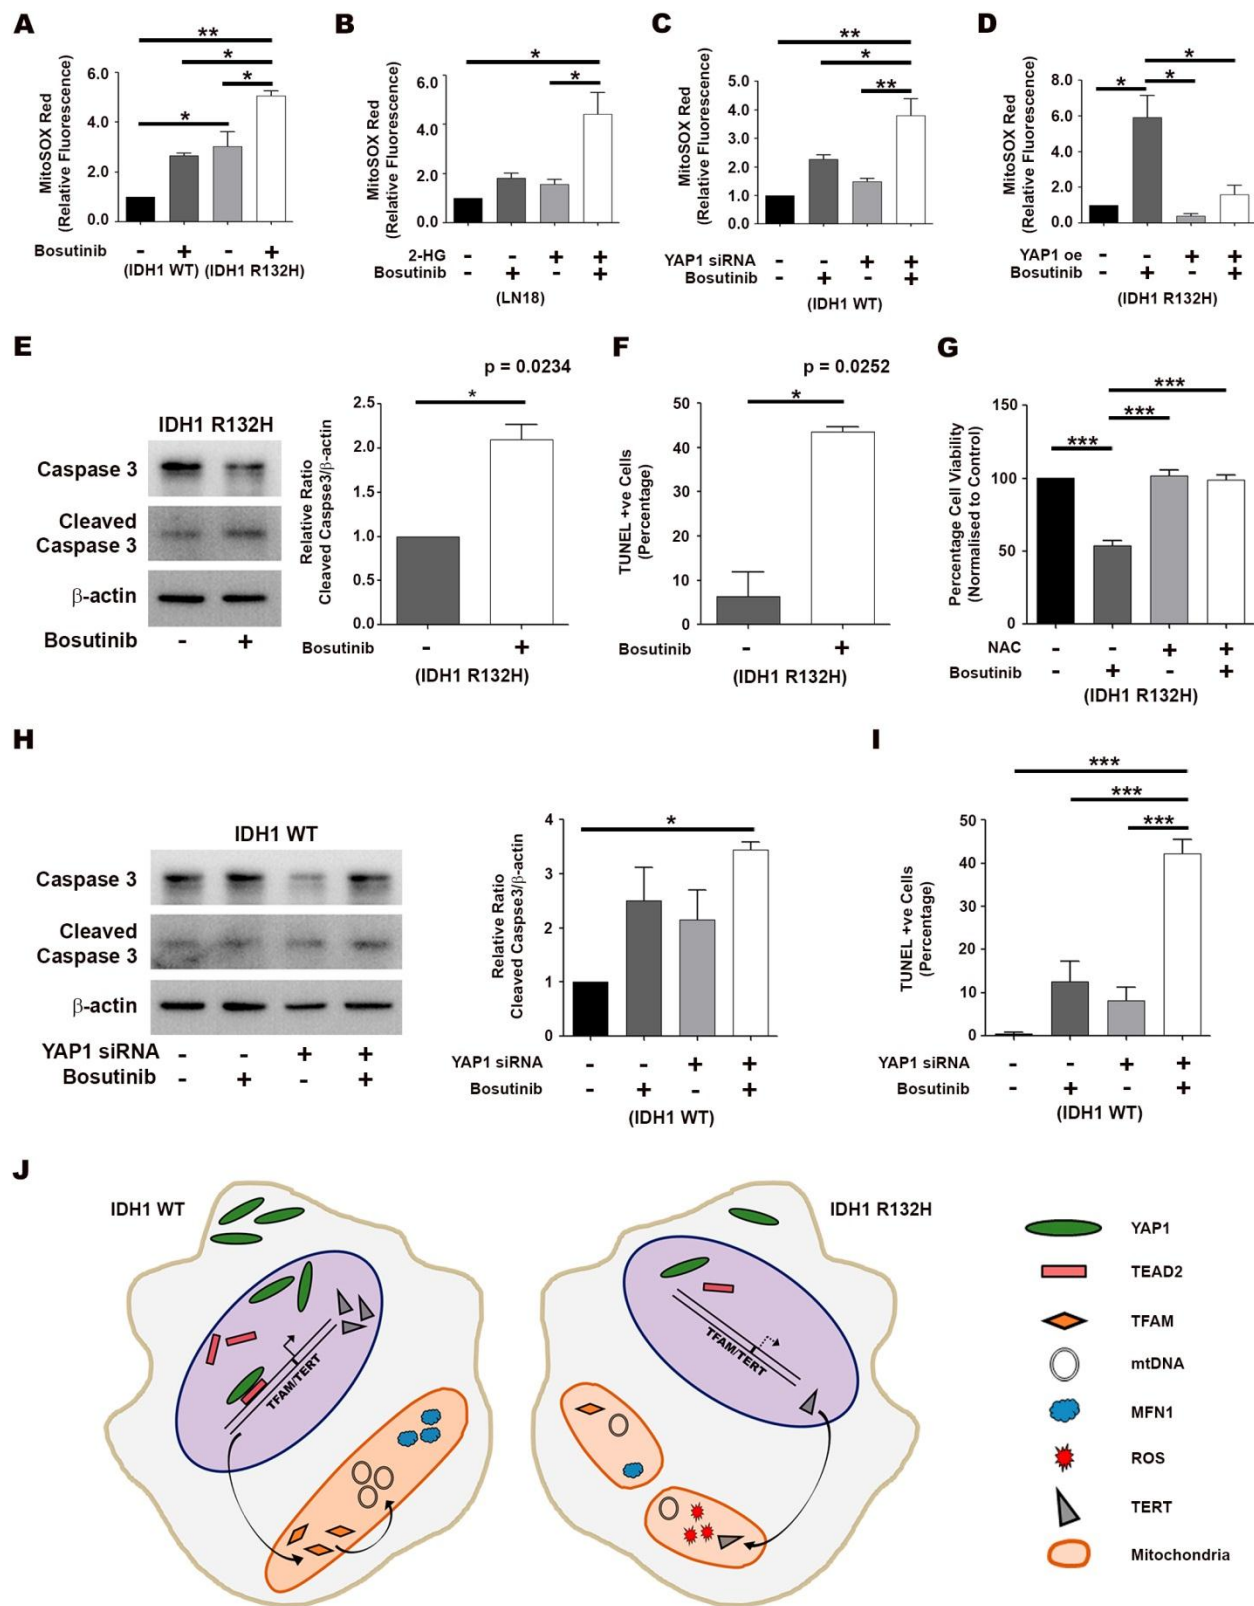 A
MitoSOX Red
(Relative Fluorescence)
6.0
4.0
2.0
0.0
**
*
*
*
Bosutinib - + - +
(IDH1 WT) (IDH1 R132H)
B
MitoSOX Red
(Relative Fluorescence)
6.0
4.0
2.0
0.0
*
*
2-HG - - + +
Bosutinib - + - +
(LN18)
C
MitoSOX Red
(Relative Fluorescence)
5.0
4.0
3.0
2.0
1.0
0.0
**
*
**
YAP1 siRNA - - + +
Bosutinib - + - +
(IDH1 WT)
D
MitoSOX Red
(Relative Fluorescence)
8.0
6.0
4.0
2.0
0.0
*
*
*
YAP1 oe - - + +
Bosutinib - + - +
(IDH1 R132H)
E
IDH1 R132H
Caspase 3
Cleaved
Caspase 3
β-actin
Bosutinib - +
p = 0.0234
Relative Ratio
Cleaved Caspse3/β-actin
2.5
2.0
1.5
1.0
0.5
0.0
*
Bosutinib - +
(IDH1 R132H)
F
p = 0.0252
TUNEL +ve Cells
(Percentage)
50
40
30
20
10
0
*
Bosutinib - +
(IDH1 R132H)
G
Percentage Cell Viability
(Normalised to Control)
150
100
50
0
***
***
***
NAC - - + +
Bosutinib - + - +
(IDH1 R132H)
H
IDH1 WT
Caspase 3
Cleaved
Caspase 3
β-actin
YAP1 siRNA - - + +
Bosutinib - + - +
Relative Ratio
Cleaved Caspse3/β-actin
4
3
2
1
0
*
YAP1 siRNA - - + +
Bosutinib - + - +
(IDH1 WT)
I
TUNEL +ve Cells
(Percentage)
50
40
30
20
10
0
***
***
***
YAP1 siRNA - - + +
Bosutinib - + - +
(IDH1 WT)
J
IDH1 WT
TFAM/TERT
IDH1 R132H
TFAM/TERT
YAP1
TEAD2
TFAM
mtDNA
MFN1
ROS
TERT
Mitochondria